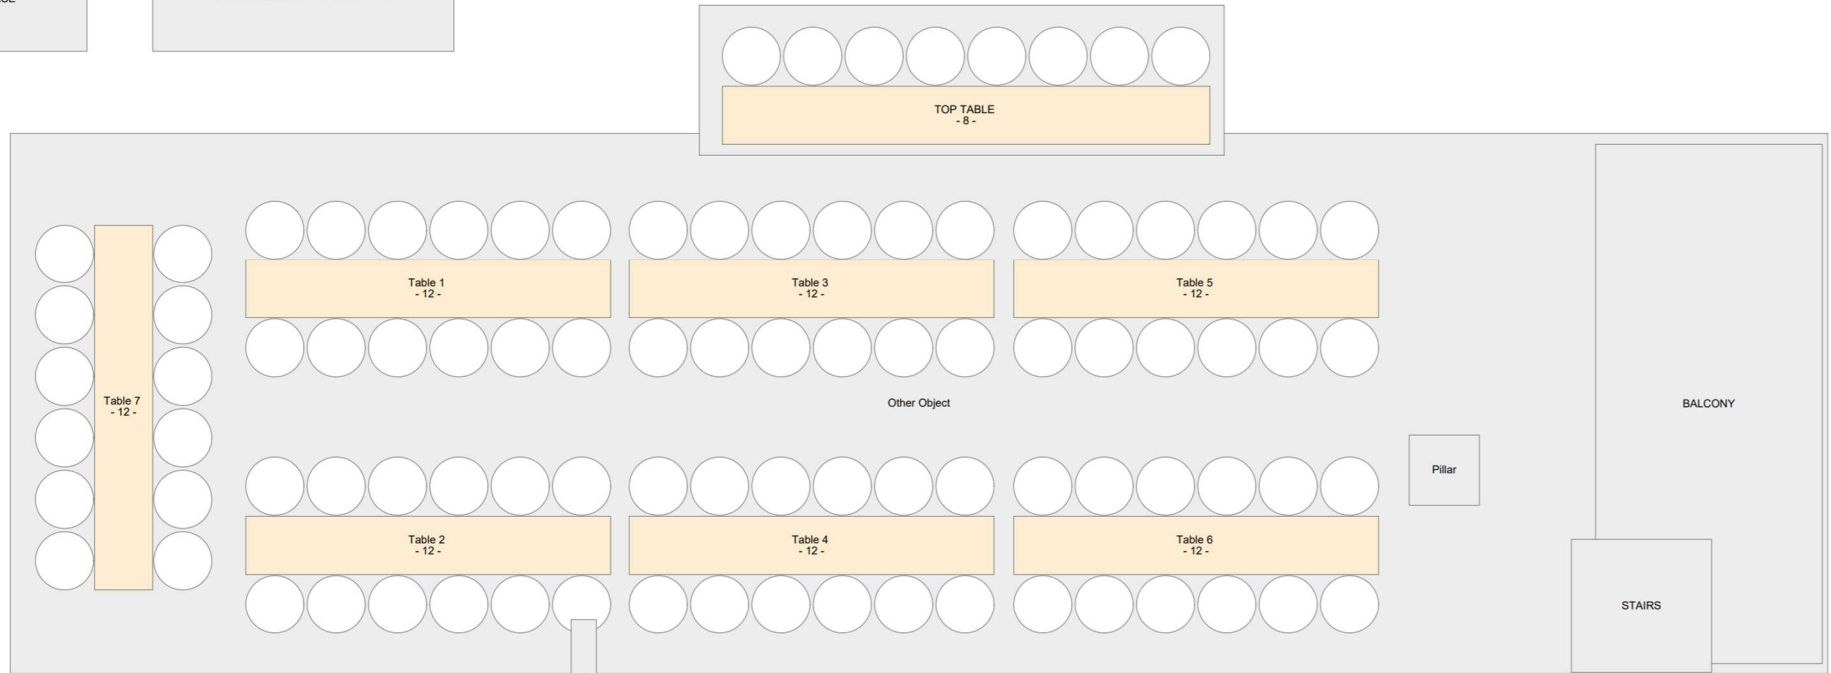 TOP TABLE
- 8 -
Table 1
- 12 -
Table 3
- 12 -
Table 5
- 12 -
Table 7
- 12 -
Other Object
BALCONY
Pillar
Table 2
- 12 -
Table 4
- 12 -
Table 6
- 12 -
STAIRS